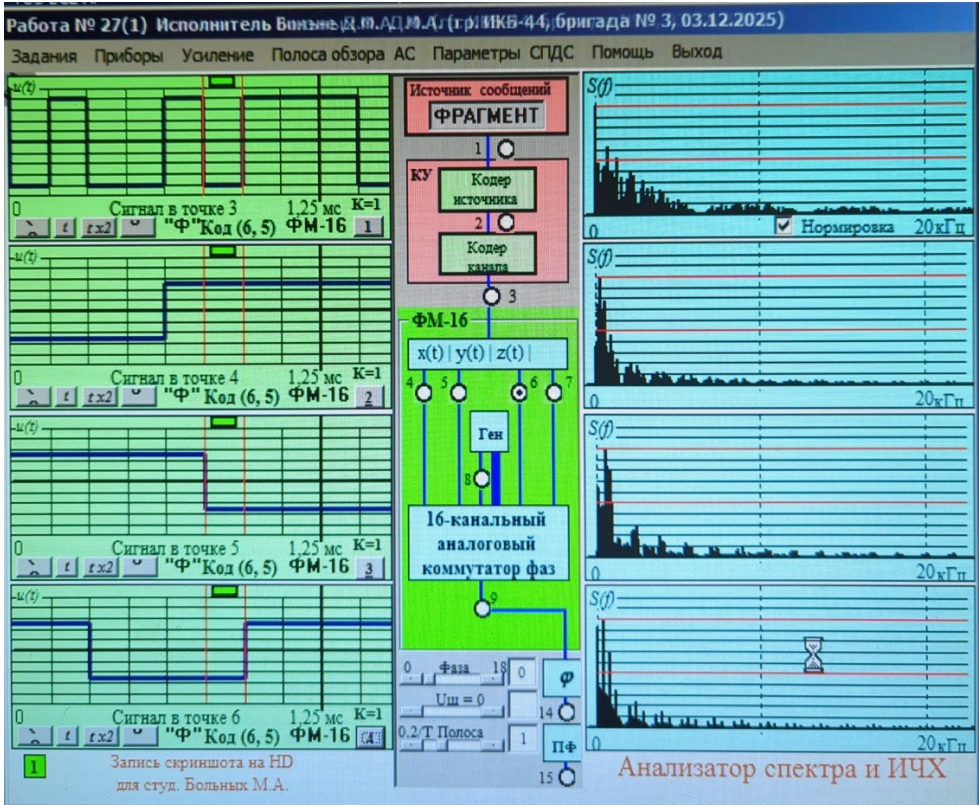 Работа № 27(1) Исполнитель (гр. ИКБ-44, бригада № 3, 03.12.2025)
Задания Приборы Усиление Полоса обзора АС Параметры СПДС Помощь Выход
u(t)
0 Сигнал в точке 3 1,25 мс K=1
t t x2 "Ф" Код (6, 5) ФМ-16 1
u(t)
0 Сигнал в точке 4 1,25 мс K=1
t t x2 "Ф" Код (6, 5) ФМ-16 2
u(t)
0 Сигнал в точке 5 1,25 мс K=1
t t x2 "Ф" Код (6, 5) ФМ-16 3
u(t)
0 Сигнал в точке 6 1,25 мс K=1
t t x2 "Ф" Код (6, 5) ФМ-16 4
1
Запись скриншота на HD
для студ. Больных М.А.
Источник сообщений
ФРАГМЕНТ
1
КУ
Кодер
источника
2
Кодер
канала
3
ФМ-16
x(t) | y(t) | z(t) |
4 5 6 7
Ген
8
16-канальный
аналоговый
коммутатор фаз
9
0 Фаза 18 0
φ
Uш = 0
14
0,2/T Полоса 1
ПФ
15
S(f)
0 20кГц
Нормировка
S(f)
0 20кГц
S(f)
0 20кГц
S(f)
0 20кГц
Анализатор спектра и ИЧХ